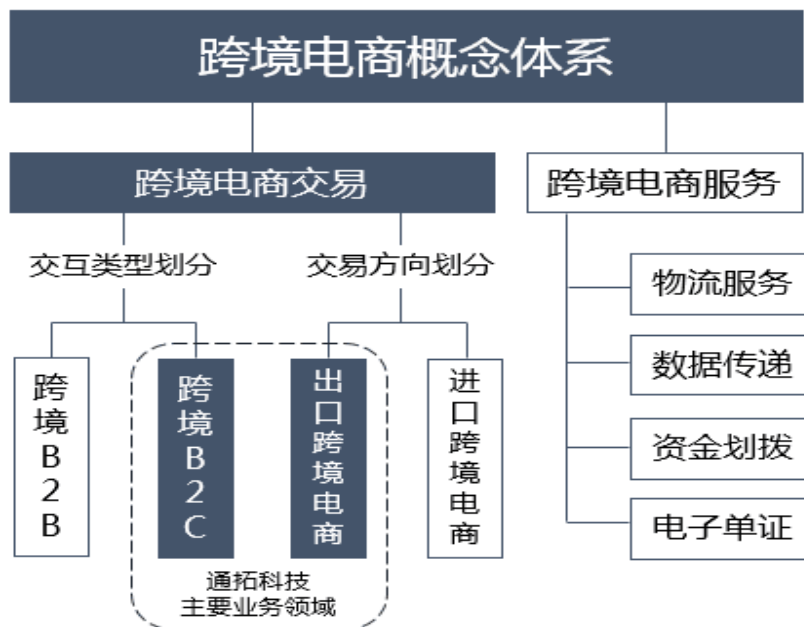 跨境电商概念体系
跨境电商交易
跨境电商服务
交互类型划分
交易方向划分
跨境B2B
跨境B2C
出口跨境电商
进口跨境电商
通拓科技
主要业务领域
物流服务
数据传递
资金划拨
电子单证